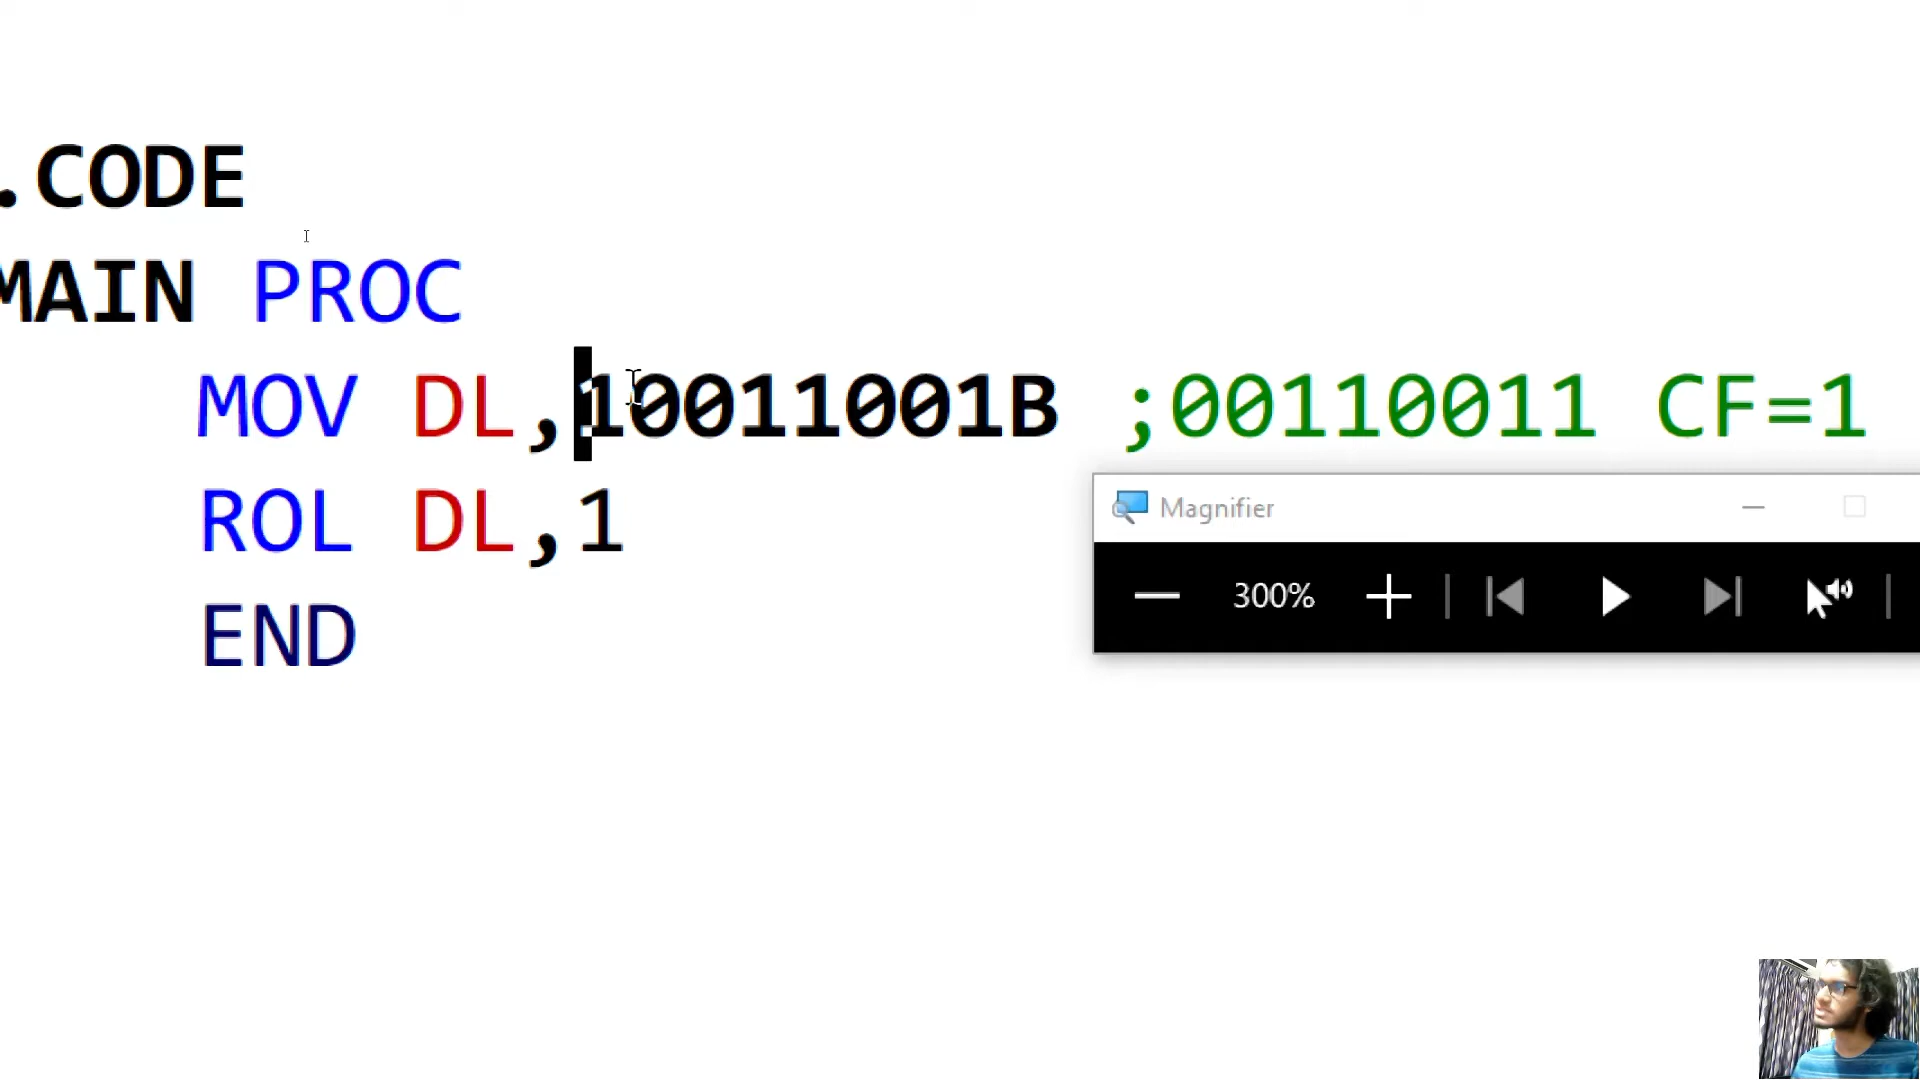 .CODE
MAIN PROC
MOV DL,10011001B ;00110011 CF=1
ROL DL,1
END
Magnifier
300%